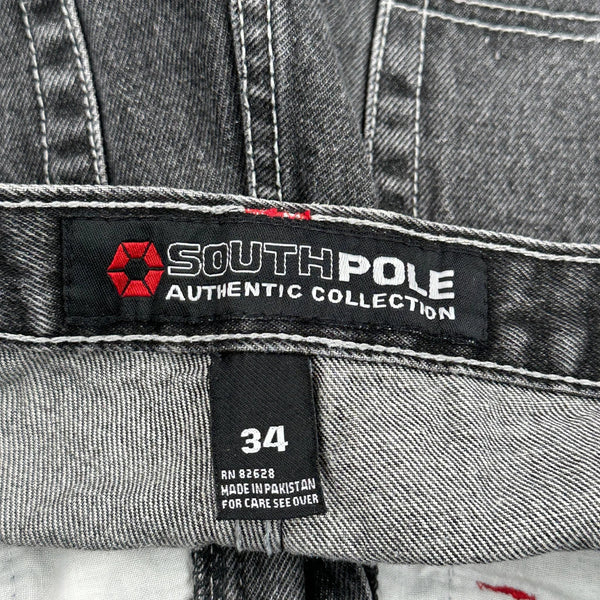 SOUTHPOLE
AUTHENTIC COLLECTION
34
RN 82628
MADE IN PAKISTAN
FOR CARE SEE OVER